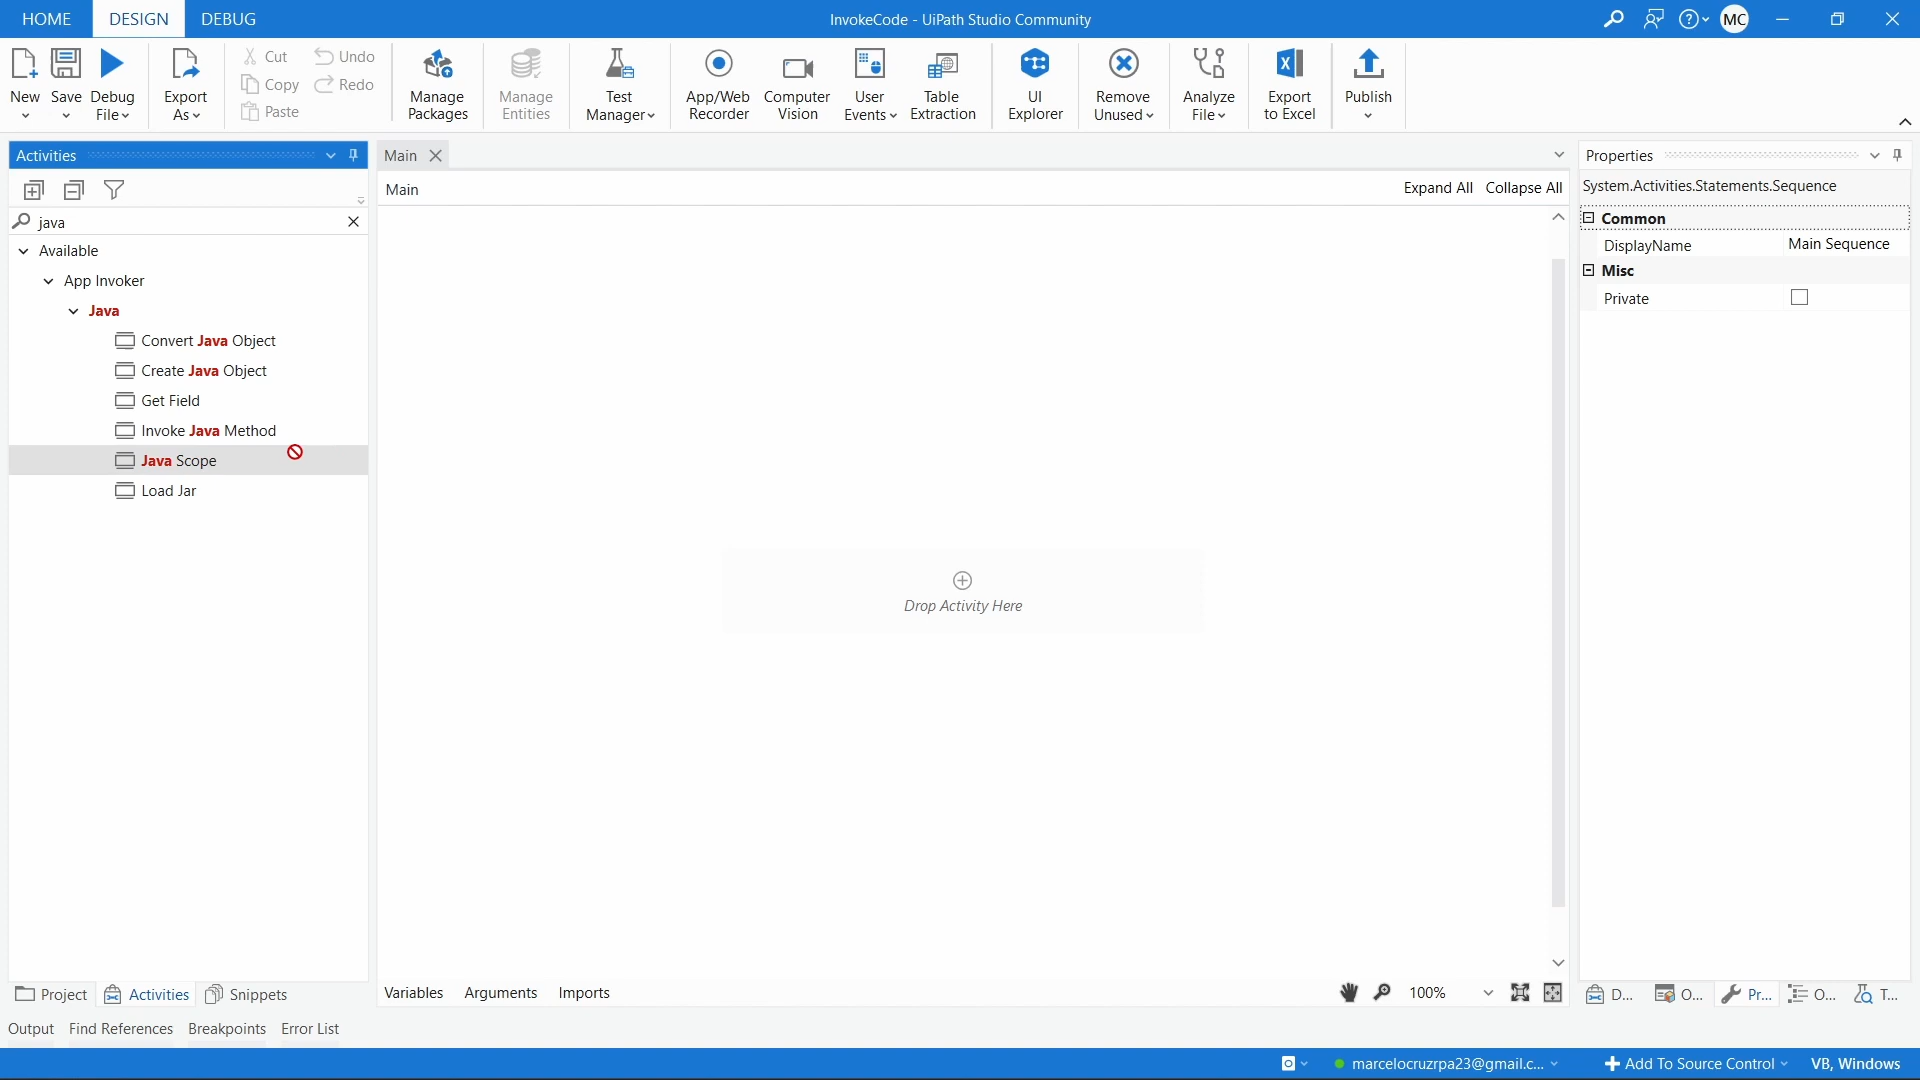 HOME
DESIGN
DEBUG
InvokeCode - UiPath Studio Community
MC
New
Save
Debug
File
Export
As
Cut
Copy
Paste
Undo
Redo
Manage
Packages
Manage
Entities
Test
Manager
App/Web
Recorder
Computer
Vision
User
Events
Table
Extraction
UI
Explorer
Remove
Unused
Analyze
File
Export
to Excel
Publish
Activities
java
Available
App Invoker
Java
Convert Java Object
Create Java Object
Get Field
Invoke Java Method
Java Scope
Load Jar
Project
Activities
Snippets
Main
Main
Expand All
Collapse All
Drop Activity Here
Variables
Arguments
Imports
100%
Properties
System.Activities.Statements.Sequence
Common
DisplayName
Main Sequence
Misc
Private
D...
O...
Pr...
O...
T...
Output
Find References
Breakpoints
Error List
marcelocruzrpa23@gmail.c...
Add To Source Control
VB, Windows